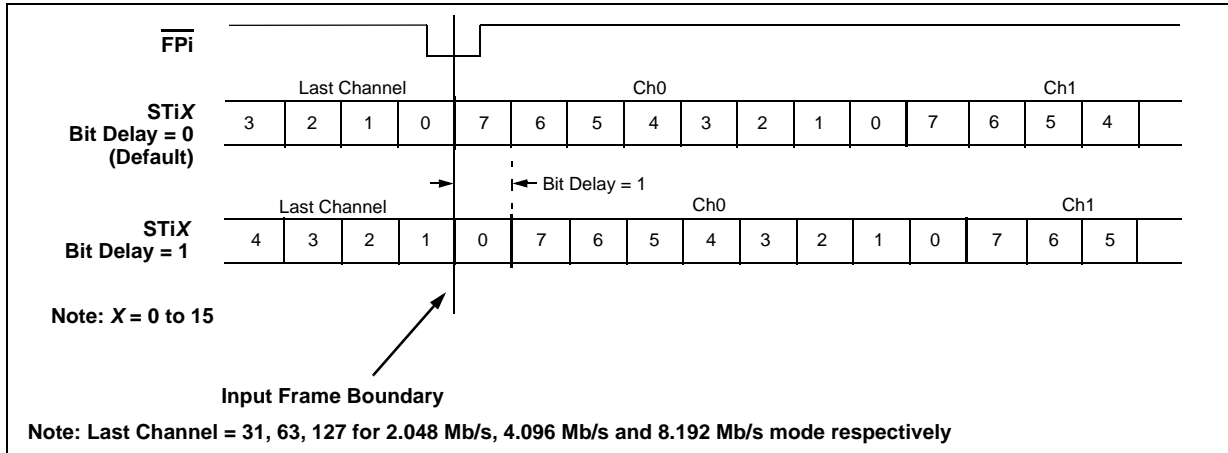 FPi
Last Channel Ch0 Ch1
STiX
Bit Delay = 0
(Default)
3 2 1 0 7 6 5 4 3 2 1 0 7 6 5 4
Bit Delay = 1
Last Channel Ch0 Ch1
STiX
Bit Delay = 1
4 3 2 1 0 7 6 5 4 3 2 1 0 7 6 5
Note: X = 0 to 15
Input Frame Boundary
Note: Last Channel = 31, 63, 127 for 2.048 Mb/s, 4.096 Mb/s and 8.192 Mb/s mode respectively